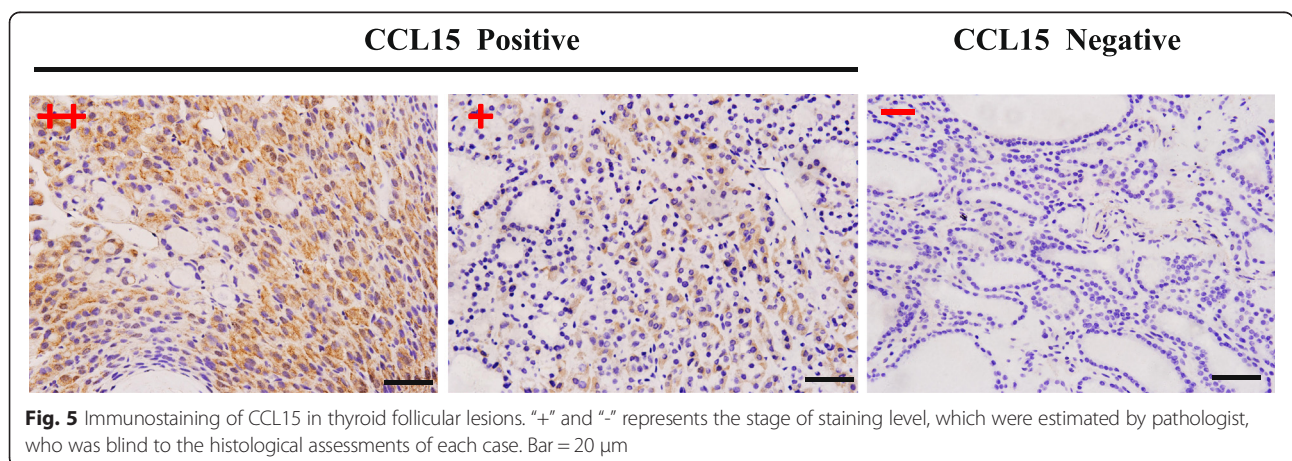 CCL15 Positive
CCL15 Negative
++
+
-
Fig. 5 Immunostaining of CCL15 in thyroid follicular lesions. “+” and “-” represents the stage of staining level, which were estimated by pathologist,
who was blind to the histological assessments of each case. Bar = 20 μm